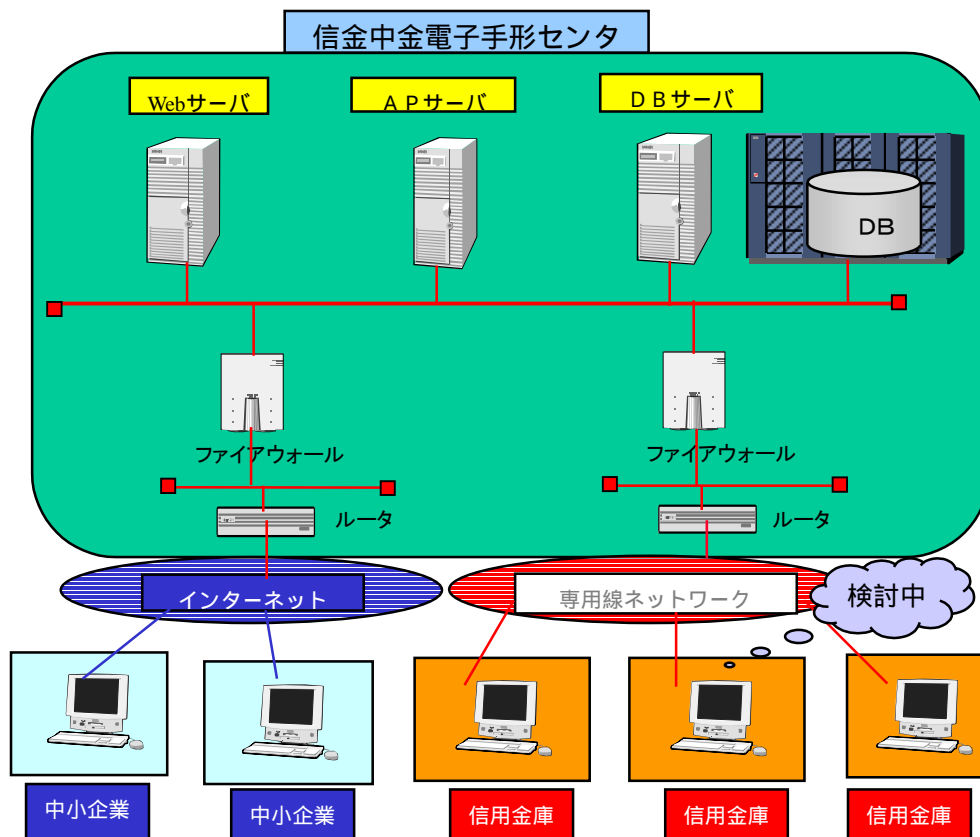 信金中金電子手形センタ
Webサーバ
ＡＰサーバ
ＤＢサーバ
DB
ファイアウォール
ファイアウォール
ルータ
ルータ
インターネット
専用線ネットワーク
検討中
中小企業
中小企業
信用金庫
信用金庫
信用金庫